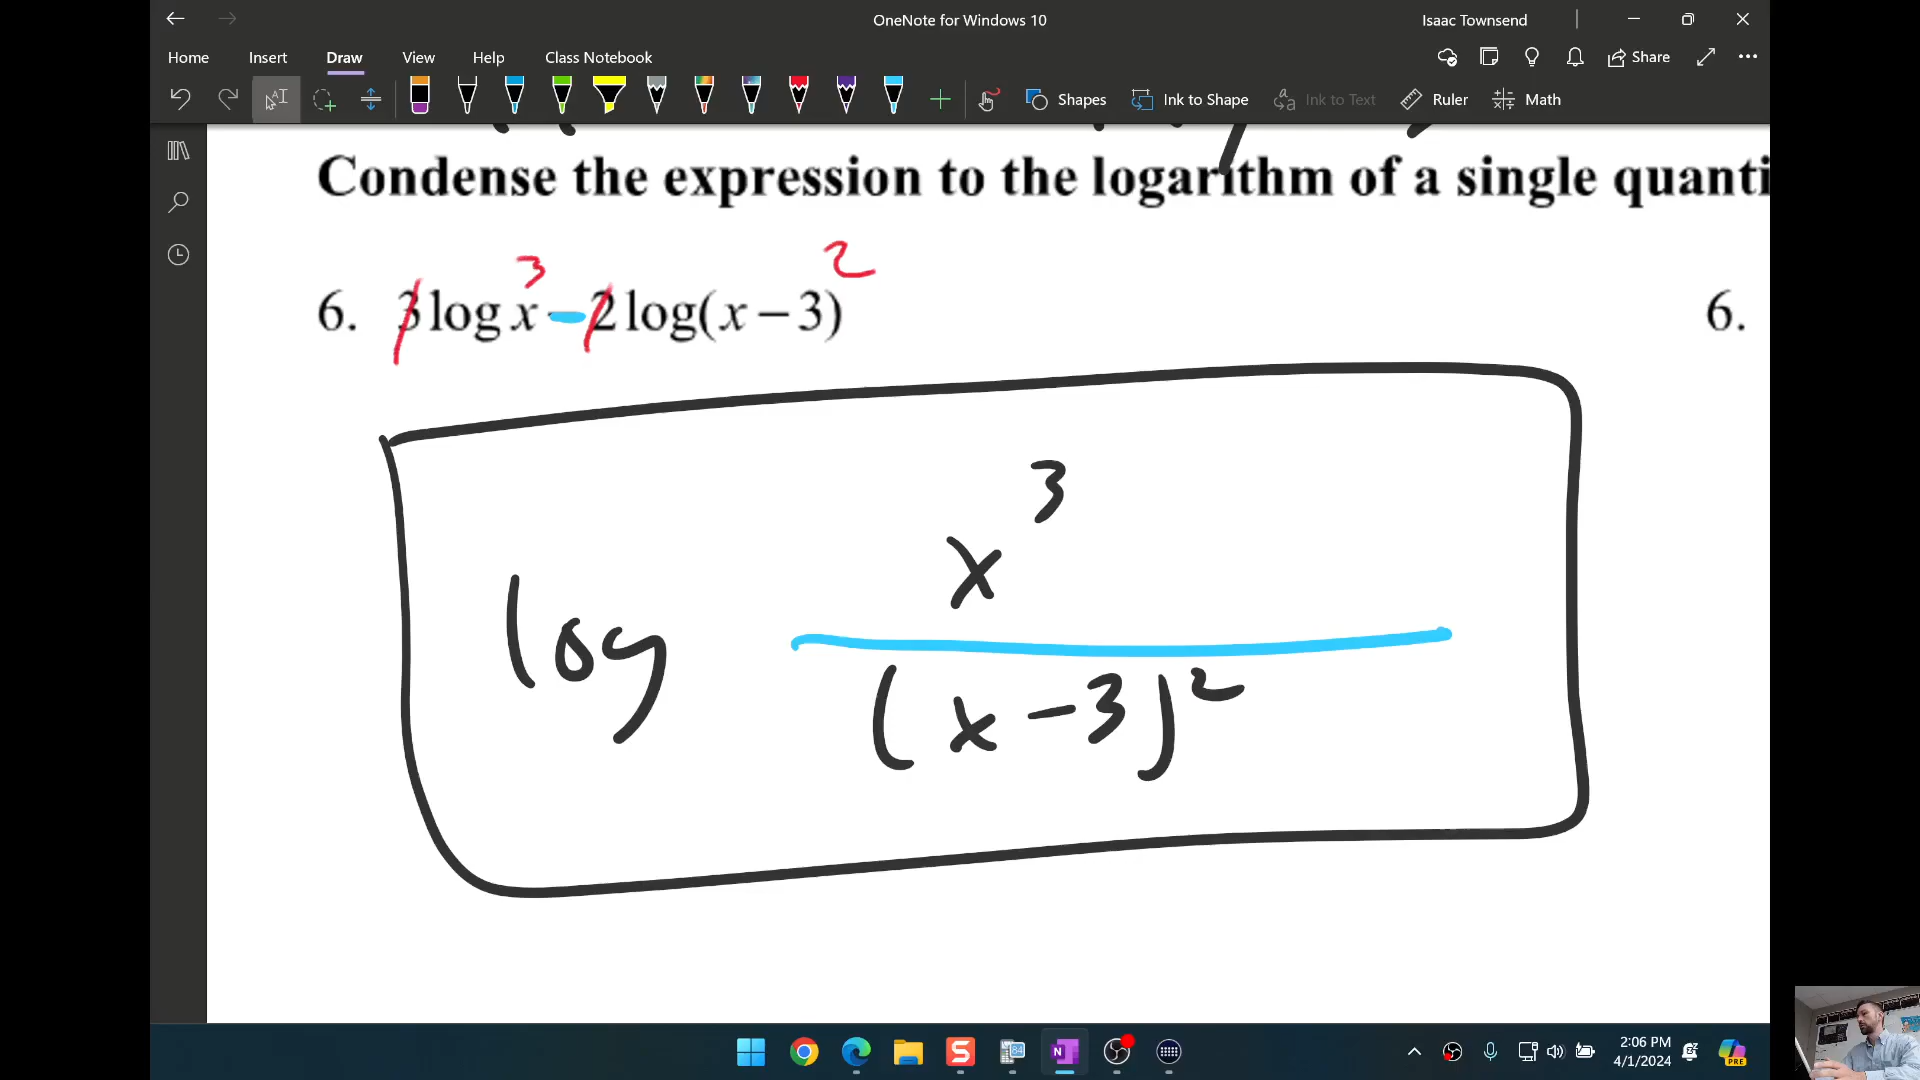 OneNote for Windows 10
Isaac Townsend
Home Insert Draw View Help Class Notebook
Share
Shapes Ink to Shape Ink to Text Ruler Math
Condense the expression to the logarithm of a single quanti
3 2
6. 3 log x - 2 log(x - 3) 6.
x^3
log
(x - 3)^2
2:06 PM
4/1/2024